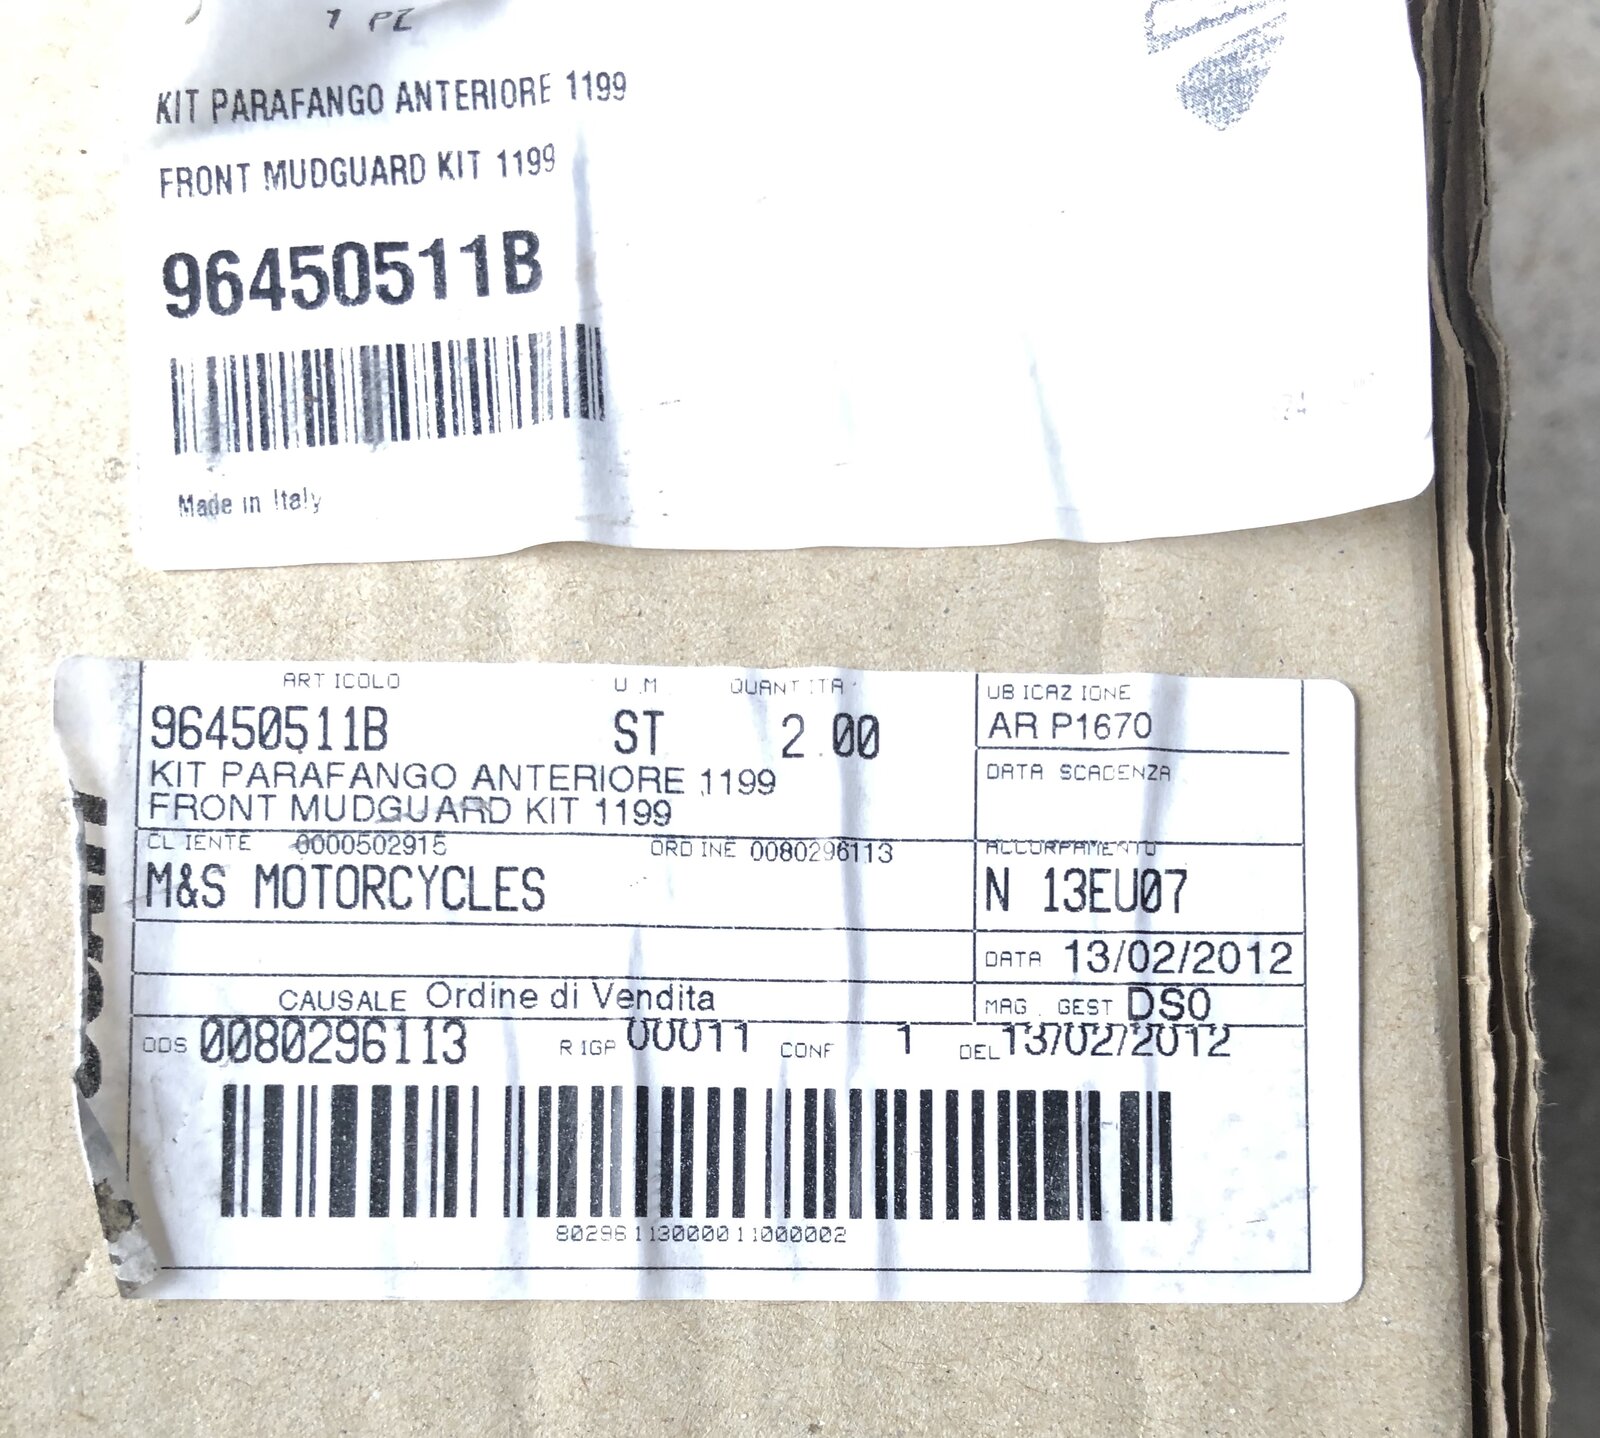 1 PZ
KIT PARAFANGO ANTERIORE 1199
FRONT MUDGUARD KIT 1199
96450511B
Made in Italy
ARTICOLO U.M QUANTITA UBICAZIONE
96450511B ST 2.00 AR P1670
KIT PARAFANGO ANTERIORE 1199 DATA SCADENZA
FRONT MUDGUARD KIT 1199
CLIENTE 0000502915 ORDINE 0080296113 ACCORPAMENTO
M&S MOTORCYCLES N 13EU07
DATA 13/02/2012
CAUSALE Ordine di Vendita MAG. GEST DS0
ODS 0080296113 RIGA 00011 CONF 1 DEL 13/02/2012
80296113000011000002